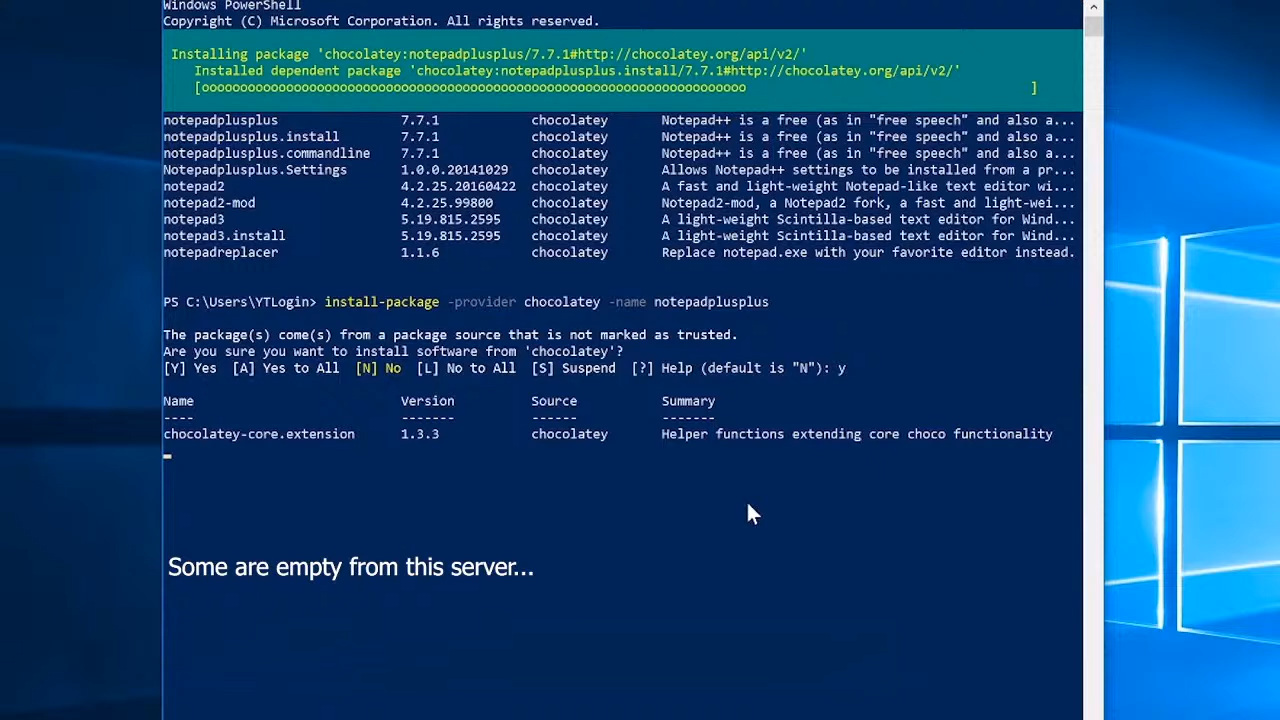 Windows PowerShell
Copyright (C) Microsoft Corporation. All rights reserved.
Installing package 'chocolatey:notepadplusplus/7.7.1#http://chocolatey.org/api/v2/'
Installed dependent package 'chocolatey:notepadplusplus.install/7.7.1#http://chocolatey.org/api/v2/'
[ooooooooooooooooooooooooooooooooooooooooooooooooooooooooooooooooooooooo ]
notepadplusplus 7.7.1 chocolatey Notepad++ is a free (as in "free speech" and also a...
notepadplusplus.install 7.7.1 chocolatey Notepad++ is a free (as in "free speech" and also a...
notepadplusplus.commandline 7.7.1 chocolatey Notepad++ is a free (as in "free speech" and also a...
Notepadplusplus.Settings 1.0.0.20141029 chocolatey Allows Notepad++ settings to be installed from a pr...
notepad2 4.2.25.20160422 chocolatey A fast and light-weight Notepad-like text editor wi...
notepad2-mod 4.2.25.99800 chocolatey Notepad2-mod, a Notepad2 fork, a fast and light-wei...
notepad3 5.19.815.2595 chocolatey A light-weight Scintilla-based text editor for Wind...
notepad3.install 5.19.815.2595 chocolatey A light-weight Scintilla-based text editor for Wind...
notepadreplacer 1.1.6 chocolatey Replace notepad.exe with your favorite editor instead.
PS C:\Users\YTLogin> install-package -provider chocolatey -name notepadplusplus
The package(s) come(s) from a package source that is not marked as trusted.
Are you sure you want to install software from 'chocolatey'?
[Y] Yes [A] Yes to All [N] No [L] No to All [S] Suspend [?] Help (default is "N"): y
Name Version Source Summary
---- ------- ------ -------
chocolatey-core.extension 1.3.3 chocolatey Helper functions extending core choco functionality
Some are empty from this server...